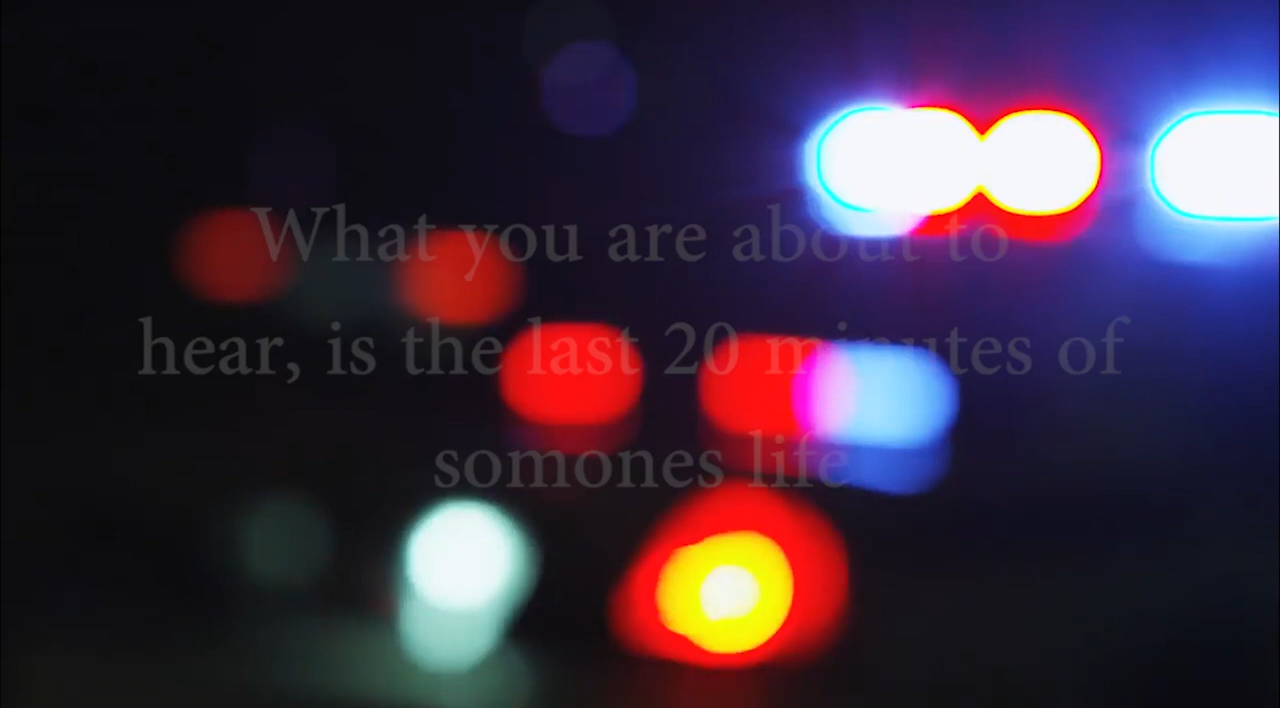 What you are about to
hear, is the last 20 minutes of
somones life